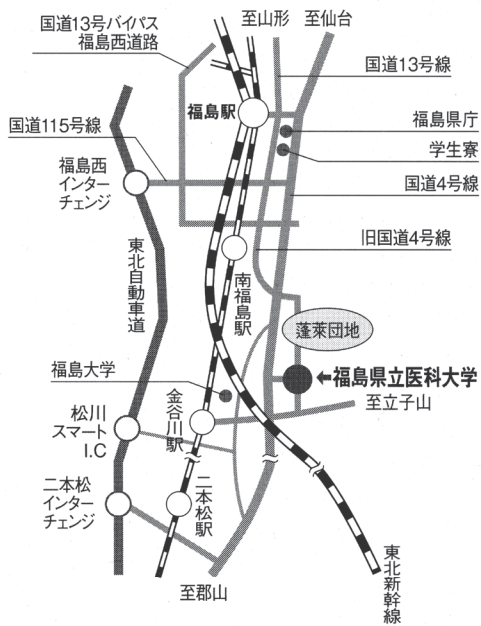 至山形
至仙台
国道13号バイパス
福島西道路
国道13号線
福島駅
福島県庁
国道115号線
学生寮
福島西
インター
チェンジ
国道4号線
旧国道4号線
東北自動車道
南福島駅
蓬莱団地
福島大学
←福島県立医科大学
至立子山
金谷川駅
松川
スマート
I.C
二本松
インター
チェンジ
二本松駅
東北新幹線
至郡山